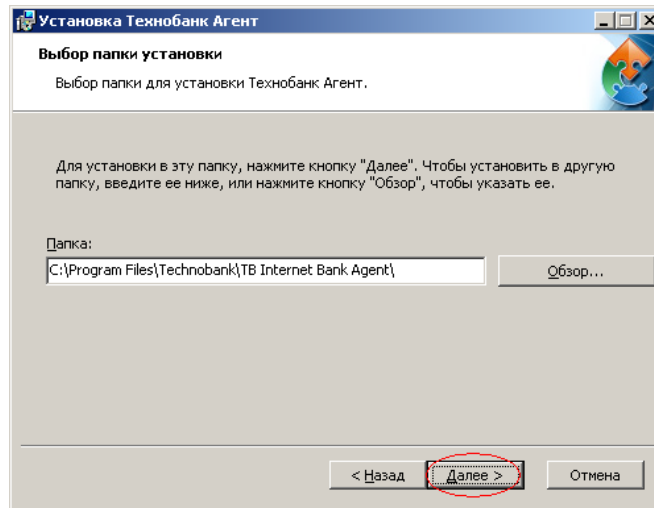 Установка Технобанк Агент
Выбор папки установки
Выбор папки для установки Технобанк Агент.
Для установки в эту папку, нажмите кнопку "Далее". Чтобы установить в другую
папку, введите ее ниже, или нажмите кнопку "Обзор", чтобы указать ее.
Папка:
C:\Program Files\Technobank\TB Internet Bank Agent\
Обзор...
< Назад
Далее >
Отмена